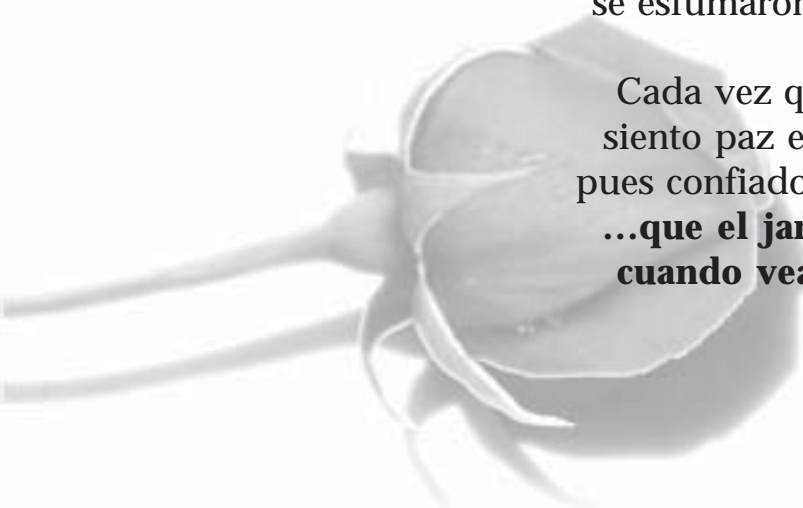 se esfumaron
Cada vez q
siento paz e
pues confiado
...que el jar
cuando vea